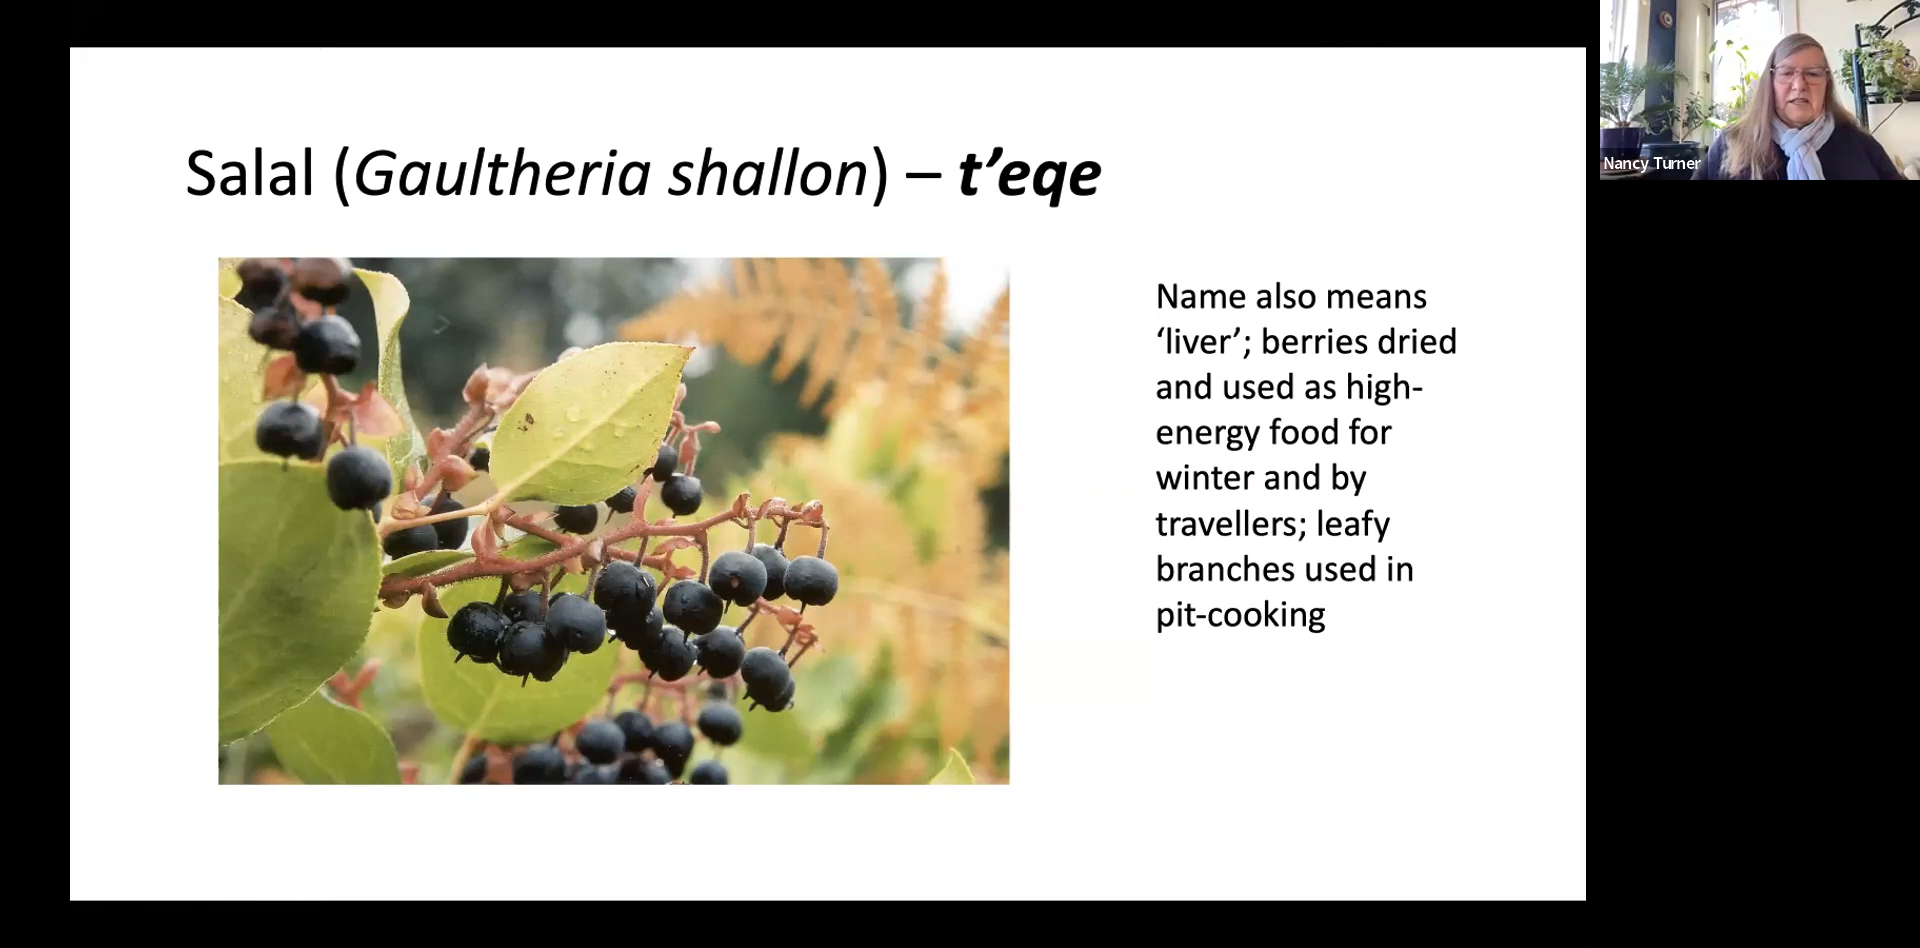 Salal (Gaultheria shallon) – t’eqe
Name also means
‘liver’; berries dried
and used as high-
energy food for
winter and by
travellers; leafy
branches used in
pit-cooking
Nancy Turner